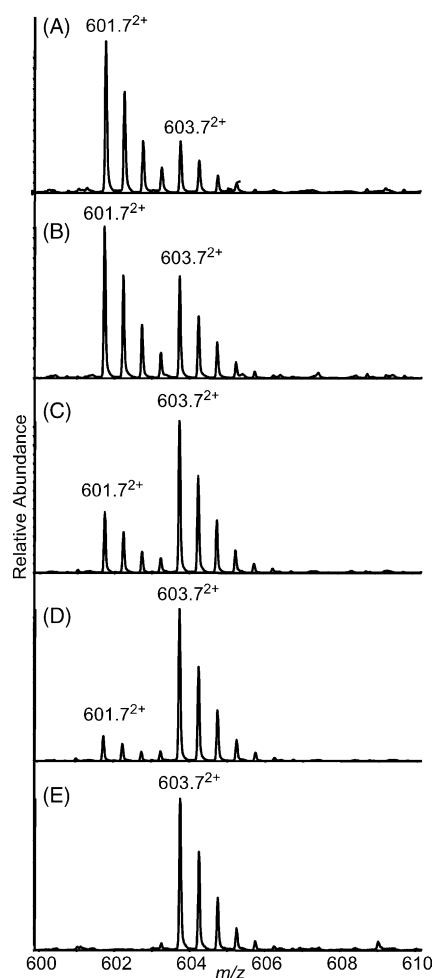 (A)
601.7²⁺
603.7²⁺
(B)
601.7²⁺
603.7²⁺
(C)
601.7²⁺
603.7²⁺
(D)
601.7²⁺
603.7²⁺
(E)
603.7²⁺
Relative Abundance
600 602 604 606 608 610
m/z